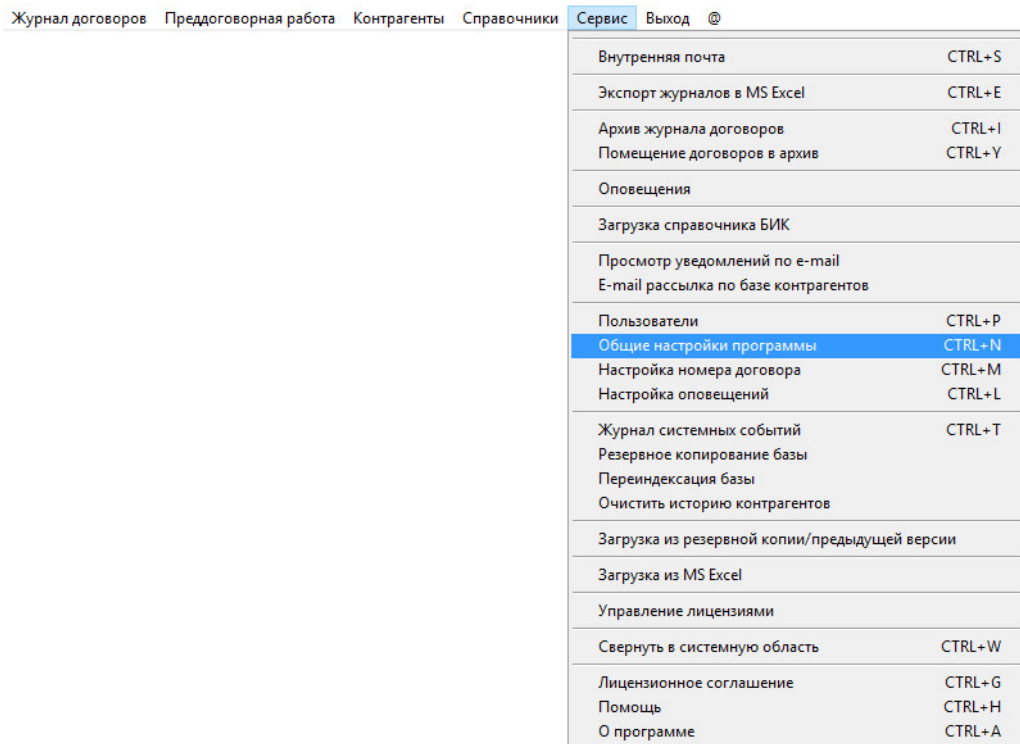 Журнал договоров Преддоговорная работа Контрагенты Справочники Сервис Выход @
Внутренняя почта CTRL+S
Экспорт журналов в MS Excel CTRL+E
Архив журнала договоров CTRL+I
Помещение договоров в архив CTRL+Y
Оповещения
Загрузка справочника БИК
Просмотр уведомлений по e-mail
E-mail рассылка по базе контрагентов
Пользователи CTRL+P
Общие настройки программы CTRL+N
Настройка номера договора CTRL+M
Настройка оповещений CTRL+L
Журнал системных событий CTRL+T
Резервное копирование базы
Переиндексация базы
Очистить историю контрагентов
Загрузка из резервной копии/предыдущей версии
Загрузка из MS Excel
Управление лицензиями
Свернуть в системную область CTRL+W
Лицензионное соглашение CTRL+G
Помощь CTRL+H
О программе CTRL+A